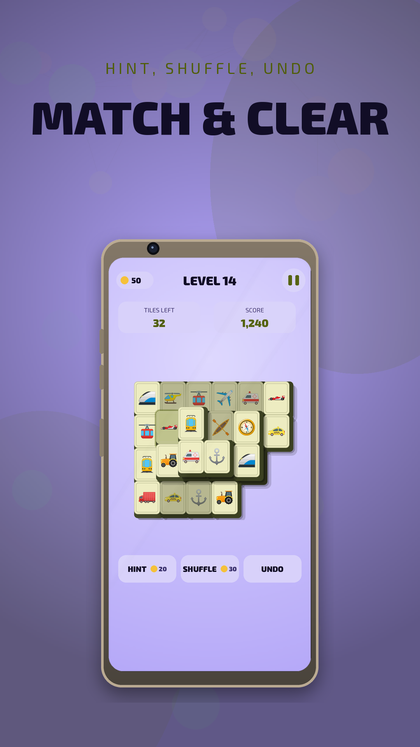 HINT, SHUFFLE, UNDO
MATCH & CLEAR
50
LEVEL 14
TILES LEFT
SCORE
32
1,240
HINT 20
SHUFFLE 30
UNDO